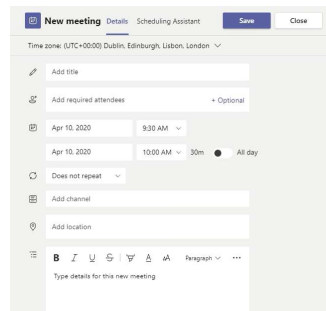 New meeting Details Scheduling Assistant Save Close
Time zone: (UTC+00:00) Dublin, Edinburgh, Lisbon, London
Add title
Add required attendees + Optional
Apr 10, 2020 9:30 AM
Apr 10, 2020 10:00 AM 30m All day
Does not repeat
Add channel
Add location
B I U S A AA Paragraph ...
Type details for this new meeting